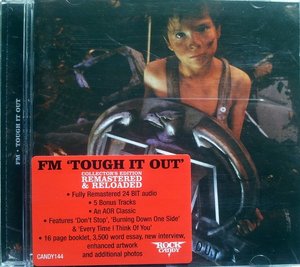 FM · TOUGH IT OUT
FM 'TOUGH IT OUT'
COLLECTOR'S EDITION
REMASTERED
& RELOADED
• Fully Remastered 24 BIT audio
• 5 Bonus Tracks
• An AOR Classic
• Features 'Don't Stop', 'Burning Down One Side'
& 'Every Time I Think Of You'
• 16 page booklet, 3,500 word essay, new interview,
enhanced artwork
and additional photos
CANDY144
ROCK
CANDY